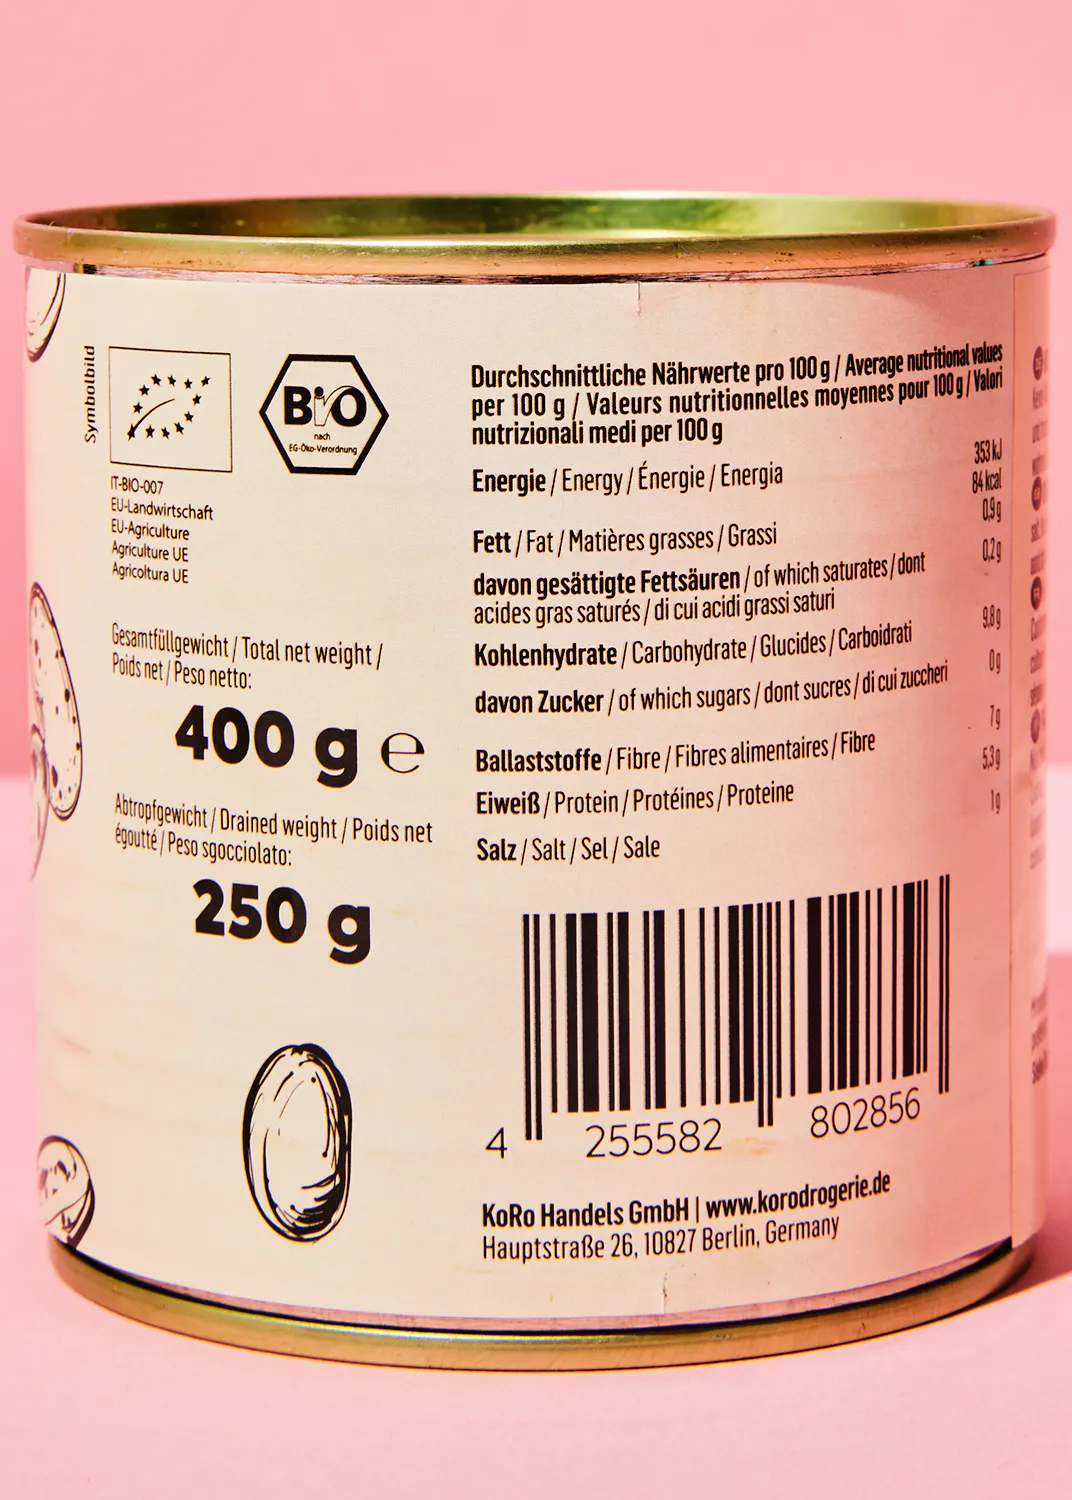 Symbolbild
BiO
nach
EG-Öko-Verordnung
IT-BIO-007
EU-Landwirtschaft
EU-Agriculture
Agriculture UE
Agricoltura UE
Gesamtfüllgewicht / Total net weight /
Poids net / Peso netto:
400 g e
Abtropfgewicht / Drained weight / Poids net
égoutté / Peso sgocciolato:
250 g
Durchschnittliche Nährwerte pro 100 g / Average nutritional values
per 100 g / Valeurs nutritionnelles moyennes pour 100 g / Valori
nutrizionali medi per 100 g
Energie / Energy / Énergie / Energia 353 kJ
84 kcal
Fett / Fat / Matières grasses / Grassi 0,9 g
davon gesättigte Fettsäuren / of which saturates / dont 0,2 g
acides gras saturés / di cui acidi grassi saturi
Kohlenhydrate / Carbohydrate / Glucides / Carboidrati 9,8 g
davon Zucker / of which sugars / dont sucres / di cui zuccheri 0 g
Ballaststoffe / Fibre / Fibres alimentaires / Fibre 7 g
Eiweiß / Protein / Protéines / Proteine 5,3 g
Salz / Salt / Sel / Sale 1 g
4 255582 802856
KoRo Handels GmbH | www.korodrogerie.de
Hauptstraße 26, 10827 Berlin, Germany